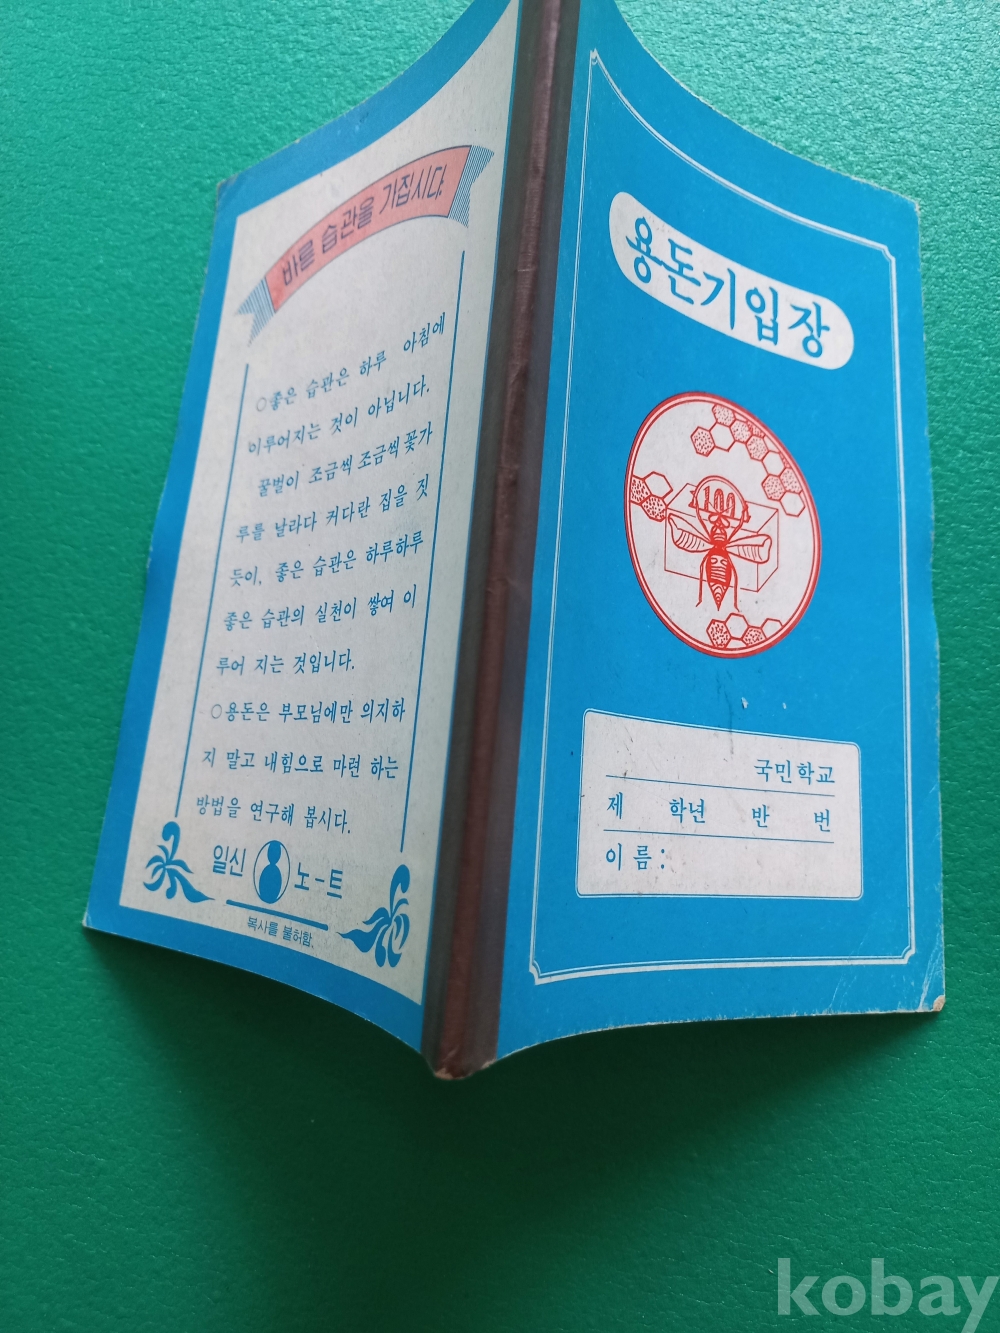 바른 습관을 가집시다
○좋은 습관은 하루 아침에
이루어지는 것이 아닙니다.
꿀벌이 조금씩 조금씩 꽃가
루를 날라다 커다란 집을 짓
듯이, 좋은 습관은 하루하루
좋은 습관의 실천이 쌓여 이
루어 지는 것입니다.
○용돈은 부모님에만 의지하
지 말고 내힘으로 마련 하는
방법을 연구해 봅시다.
일신 노-트
복사를 불허함.
용돈기입장
100
국민학교
제 학년 반 번
이름:
kobay